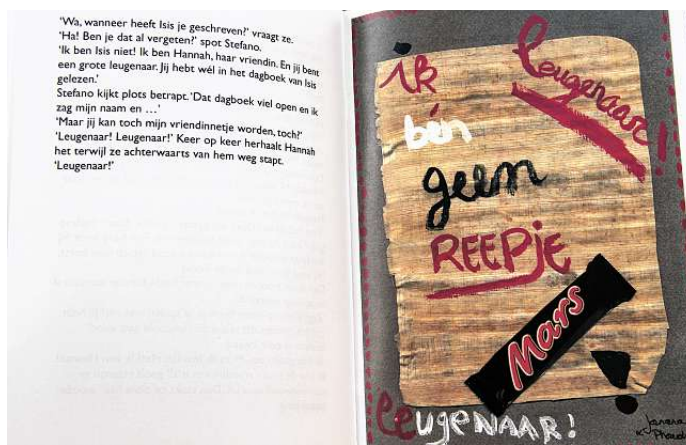 ‘Wa, wanneer heeft Isis je geschreven?’ vraagt ze.
‘Ha! Ben je dat al vergeten?’ spot Stefano.
‘Ik ben Isis niet! Ik ben Hannah, haar vriendin. En jij bent
een grote leugenaar. Jij hebt wél in het dagboek van Isis
gelezen.’
Stefano kijkt plots betrapt. ‘Dat dagboek viel open en ik
zag mijn naam en …’
‘Maar jij kan toch mijn vriendinnetje worden, toch?’
‘Leugenaar! Leugenaar!’ Keer op keer herhaalt Hannah
het terwijl ze achterwaarts van hem weg stapt.
‘Leugenaar!’
ik
leugenaar!
bén
geen
REEPje
Mars
leugenaar!